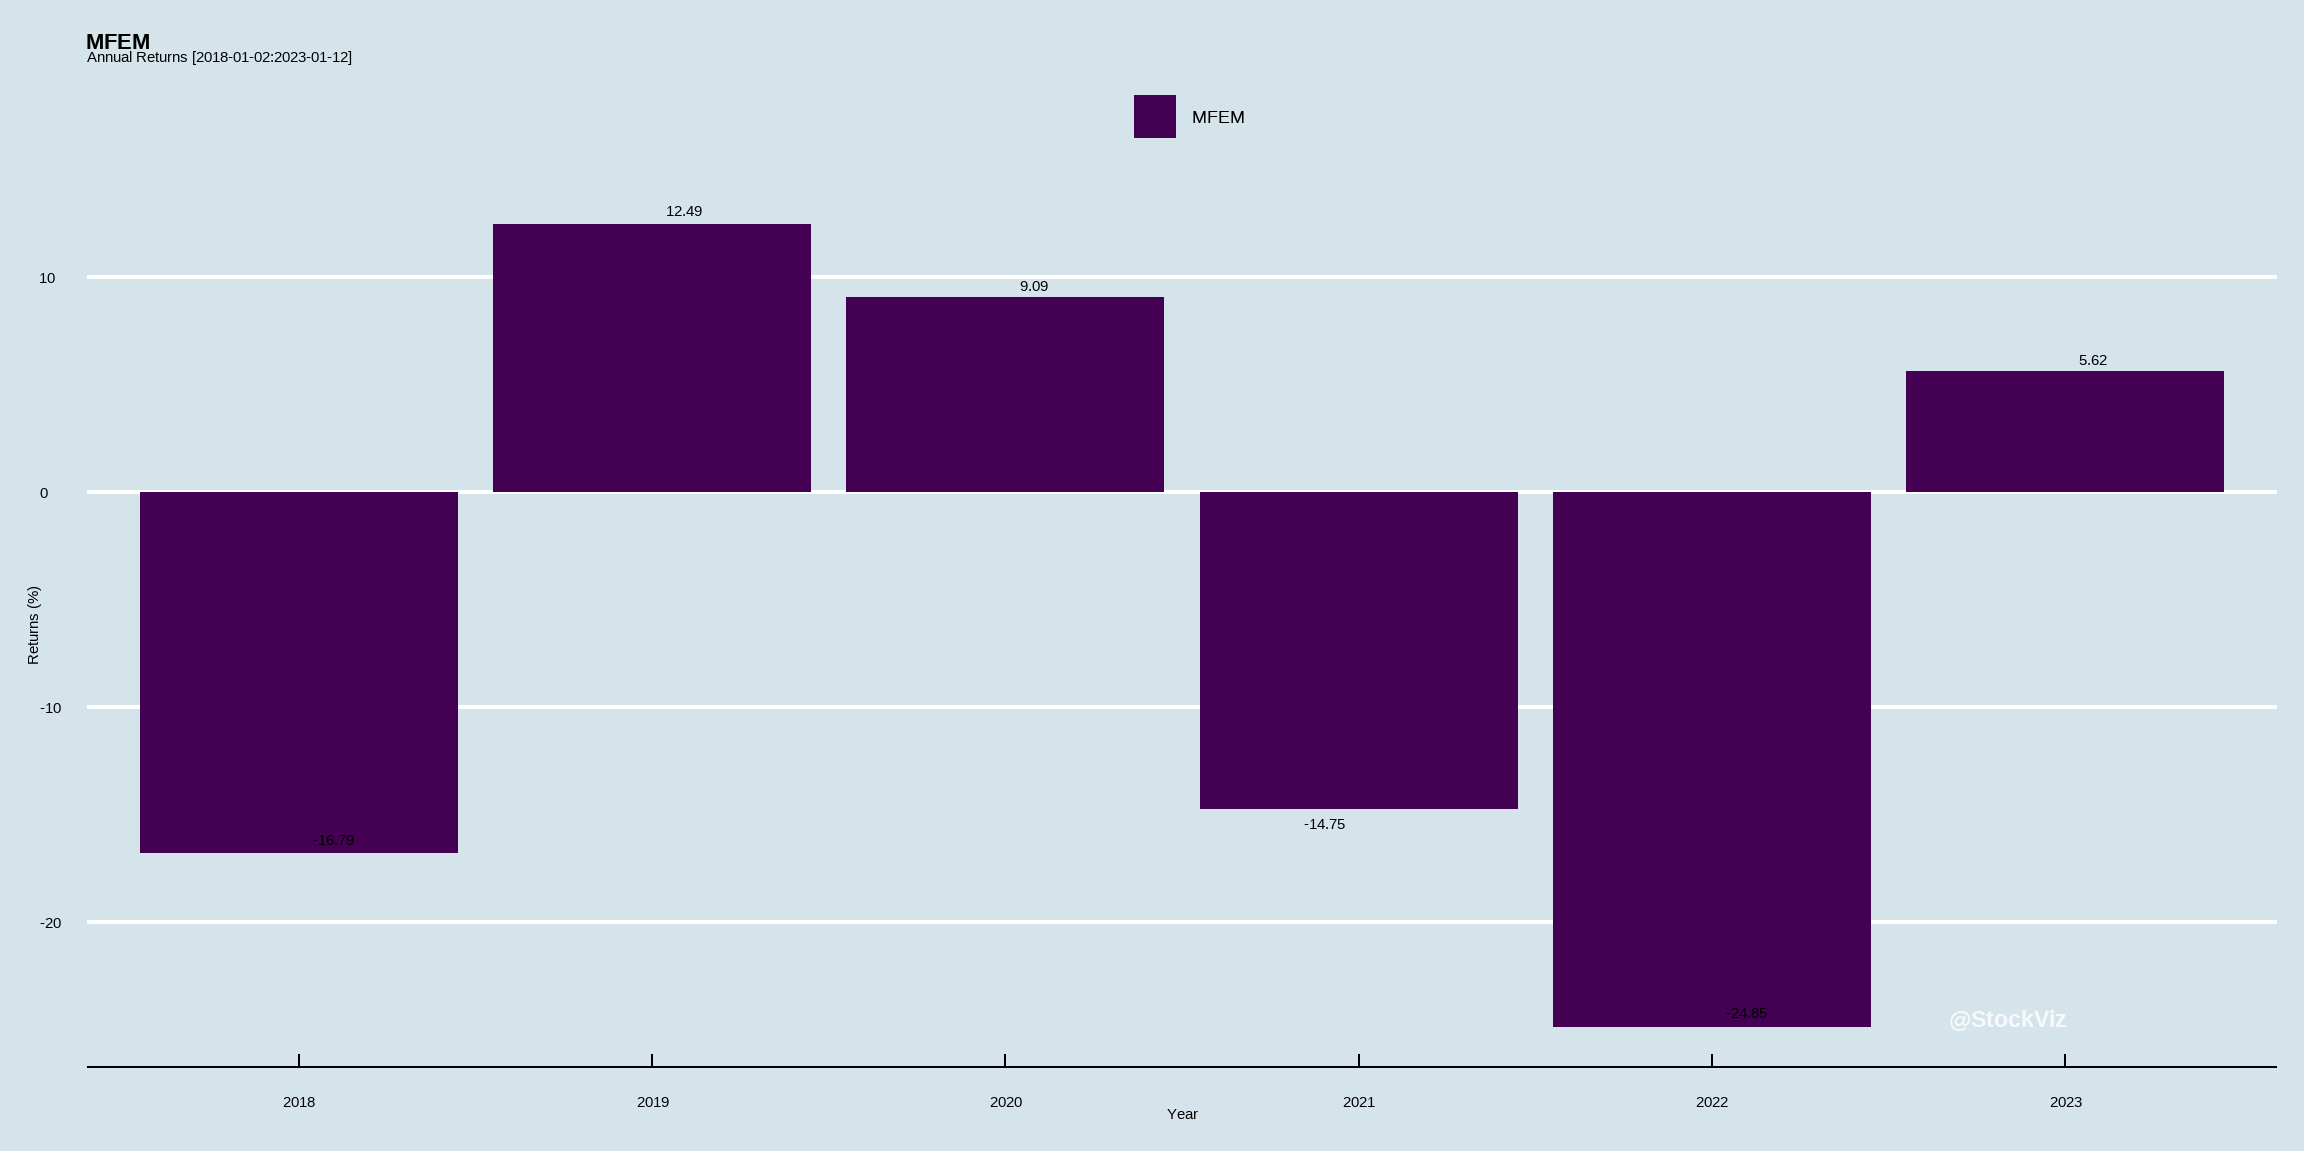 MFEM
Annual Returns [2018-01-02:2023-01-12]
MFEM
12.49
10
9.09
5.62
0
Returns (%)
-10
-14.75
-16.79
-20
-24.85
@StockViz
2018 2019 2020 2021 2022 2023
Year